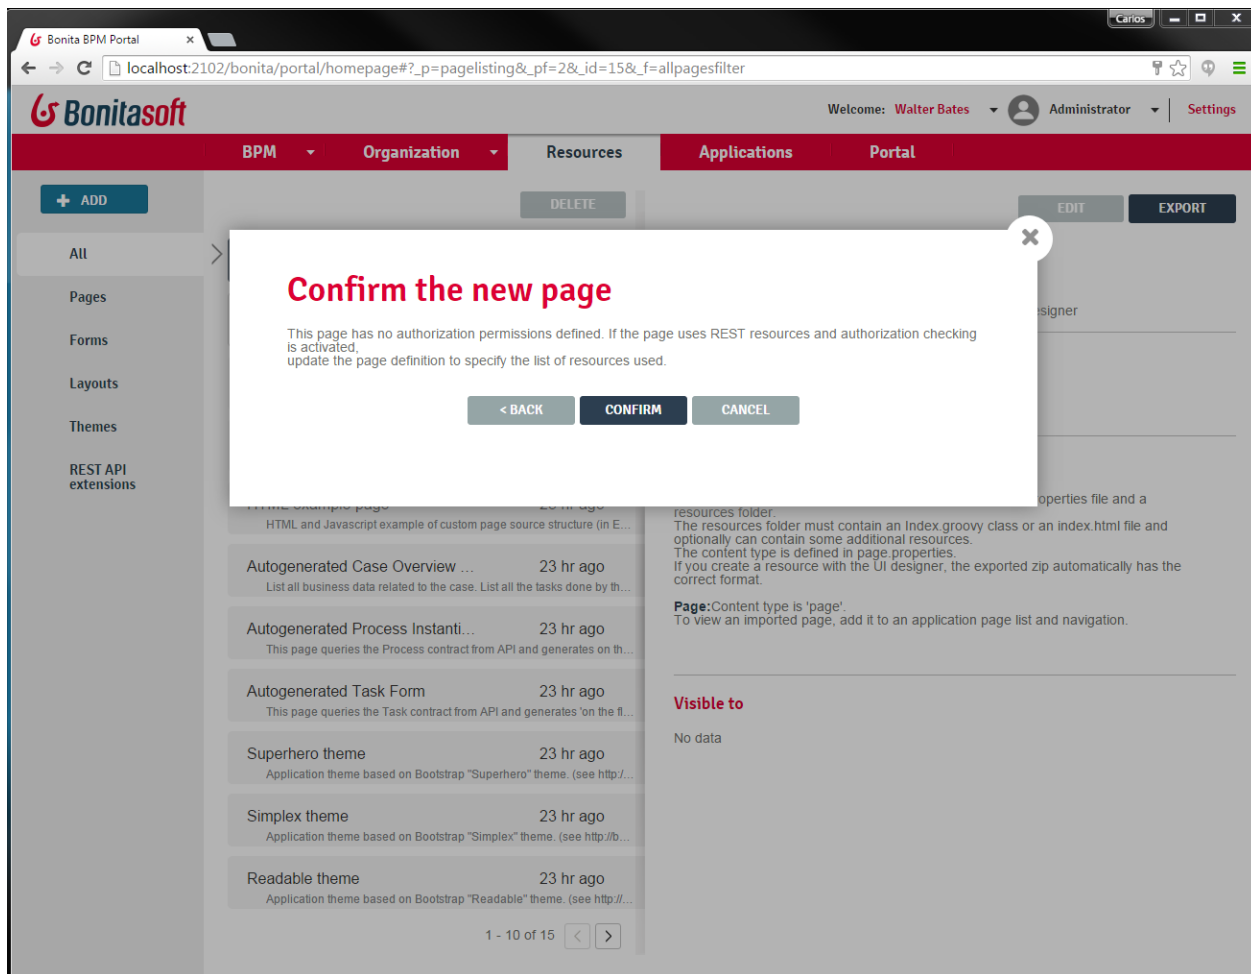 Carlos
Bonita BPM Portal
localhost:2102/bonita/portal/homepage#?_p=pagelisting&_pf=2&_id=15&_f=allpagesfilter
Bonitasoft
Welcome: Walter Bates
Administrator
Settings
BPM
Organization
Resources
Applications
Portal
ADD
DELETE
EDIT
EXPORT
All
Pages
Forms
Layouts
Themes
REST API
extensions
Confirm the new page
This page has no authorization permissions defined. If the page uses REST resources and authorization checking
is activated,
update the page definition to specify the list of resources used.
< BACK
CONFIRM
CANCEL
HTML example page 23 hr ago
HTML and Javascript example of custom page source structure (in E...
Autogenerated Case Overview ... 23 hr ago
List all business data related to the case. List all the tasks done by th...
Autogenerated Process Instanti... 23 hr ago
This page queries the Process contract from API and generates on th...
Autogenerated Task Form 23 hr ago
This page queries the Task contract from API and generates 'on the fl...
Superhero theme 23 hr ago
Application theme based on Bootstrap "Superhero" theme. (see http:/...
Simplex theme 23 hr ago
Application theme based on Bootstrap "Simplex" theme. (see http://b...
Readable theme 23 hr ago
Application theme based on Bootstrap "Readable" theme. (see http://...
1 - 10 of 15
esigner
operties file and a
resources folder.
The resources folder must contain an Index.groovy class or an index.html file and
optionally can contain some additional resources.
The content type is defined in page.properties.
If you create a resource with the UI designer, the exported zip automatically has the
correct format.
Page:Content type is 'page'.
To view an imported page, add it to an application page list and navigation.
Visible to
No data